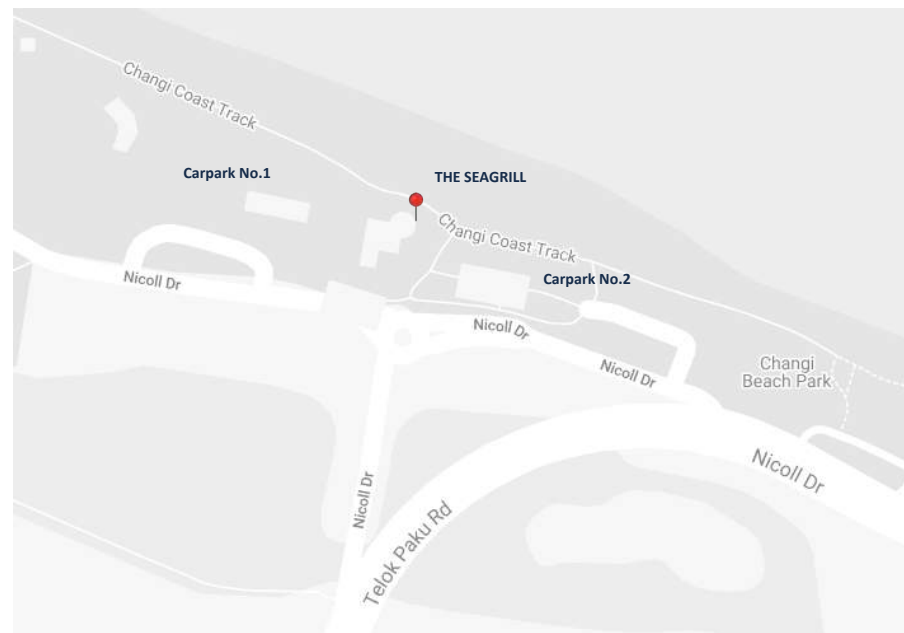 Changi Coast Track
Carpark No.1
THE SEAGRILL
Changi Coast Track
Carpark No.2
Nicoll Dr
Nicoll Dr
Nicoll Dr
Changi
Beach Park
Nicoll Dr
Nicoll Dr
Telok Paku Rd